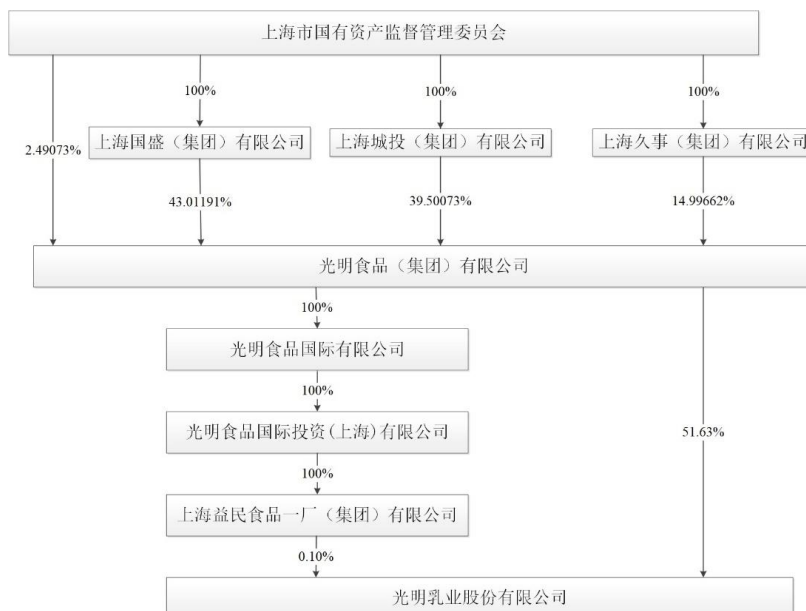 上海市国有资产监督管理委员会
100%
100%
100%
2.49073%
上海国盛（集团）有限公司
上海城投（集团）有限公司
上海久事（集团）有限公司
43.01191%
39.50073%
14.99662%
光明食品（集团）有限公司
100%
光明食品国际有限公司
100%
光明食品国际投资(上海)有限公司
51.63%
100%
上海益民食品一厂（集团）有限公司
0.10%
光明乳业股份有限公司